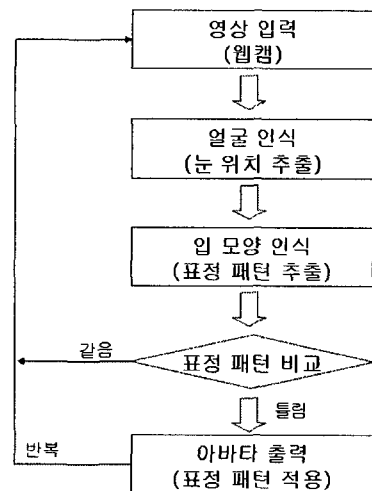 영상 입력
(웹캠)
얼굴 인식
(눈 위치 추출)
입 모양 인식
(표정 패턴 추출)
같음
표정 패턴 비교
틀림
반복
아바타 출력
(표정 패턴 적용)